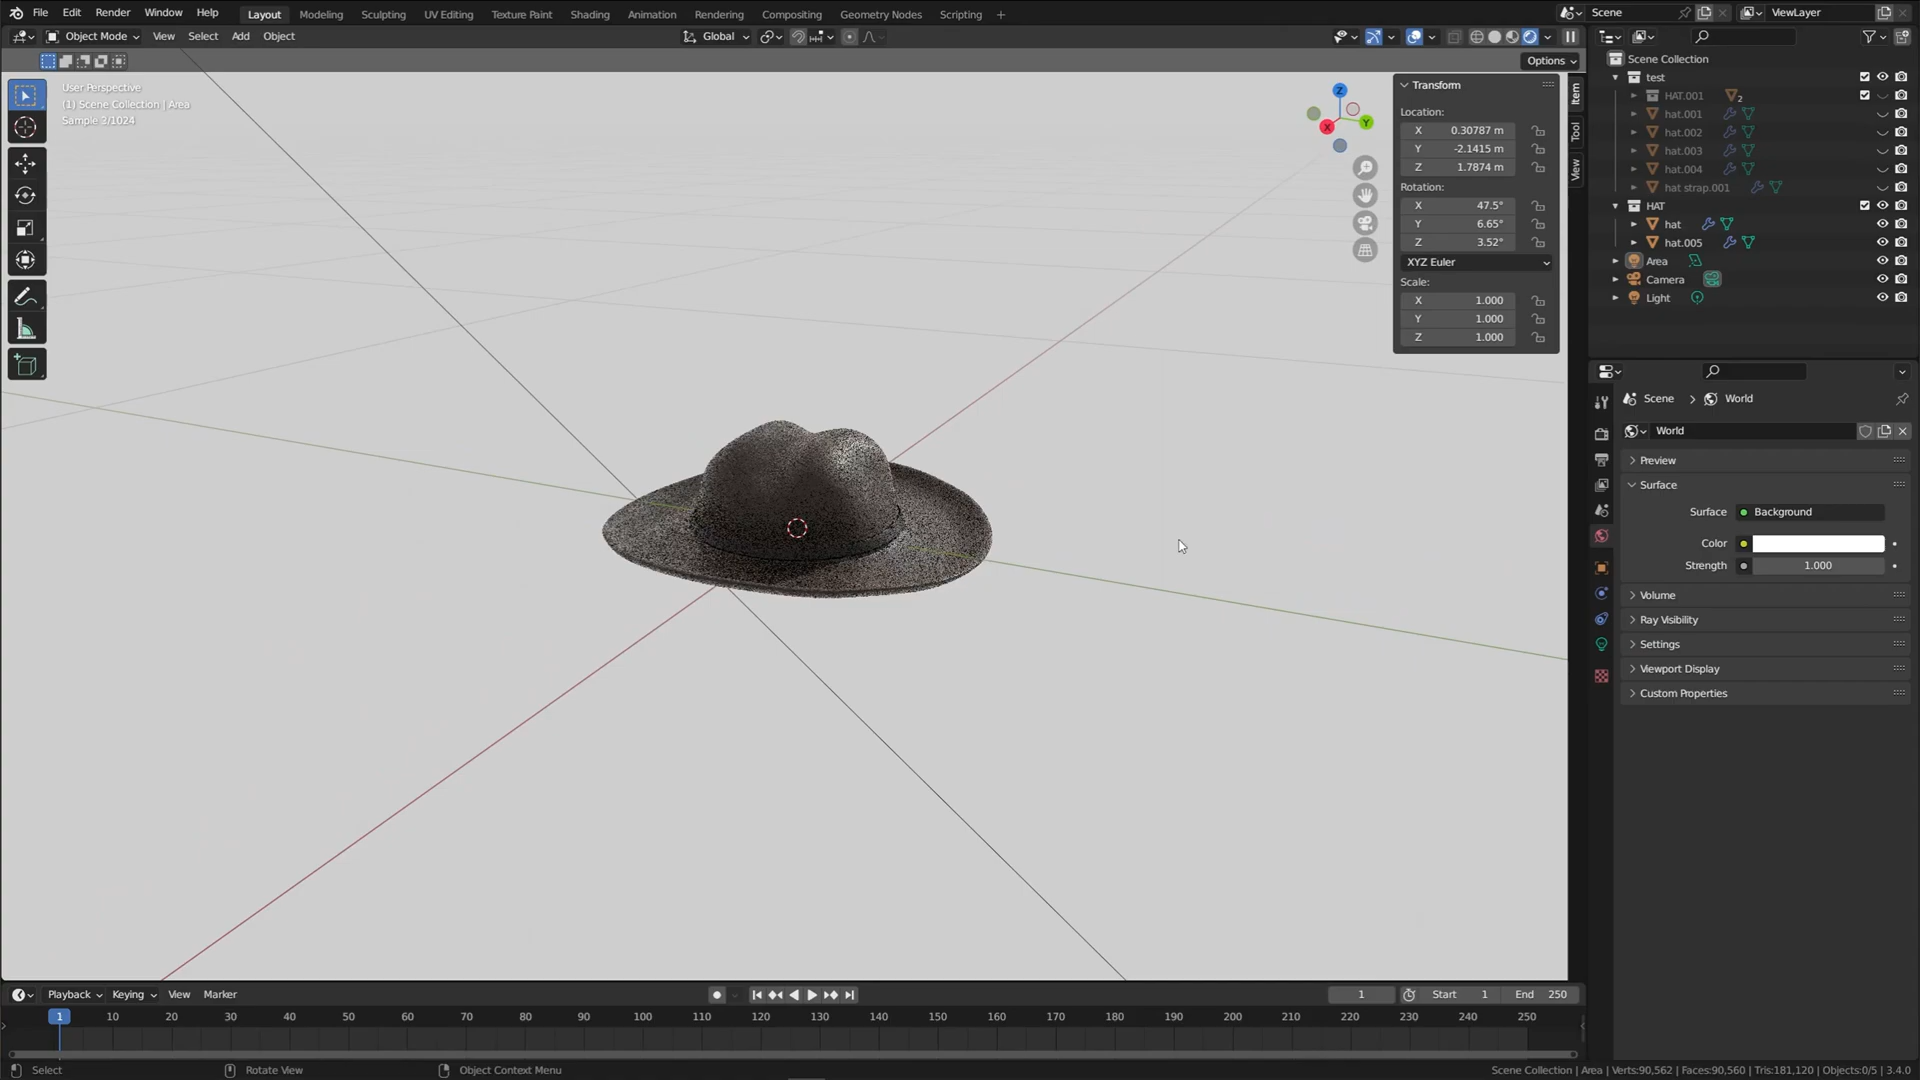 File Edit Render Window Help Layout Modeling Sculpting UV Editing Texture Paint Shading Animation Rendering Compositing Geometry Nodes Scripting + Scene ViewLayer
Object Mode View Select Add Object Global
Options
User Perspective
(1) Scene Collection | Area
Sample 3/1024
Z
Y
X
Transform
Location:
X 0.30787 m
Y -2.1415 m
Z 1.7874 m
Rotation:
X 47.5°
Y 6.65°
Z 3.52°
XYZ Euler
Scale:
X 1.000
Y 1.000
Z 1.000
Item
Tool
View
Scene Collection
test
HAT.001 2
hat.001
hat.002
hat.003
hat.004
hat strap.001
HAT
hat
hat.005
Area
Camera
Light
Scene > World
World
Preview
Surface
Surface Background
Color
Strength 1.000
Volume
Ray Visibility
Settings
Viewport Display
Custom Properties
Playback Keying View Marker 1 Start 1 End 250
1 10 20 30 40 50 60 70 80 90 100 110 120 130 140 150 160 170 180 190 200 210 220 230 240 250
Select Rotate View Object Context Menu Scene Collection | Area | Verts:90,562 | Faces:90,560 | Tris:181,120 | Objects:0/5 | 3.4.0